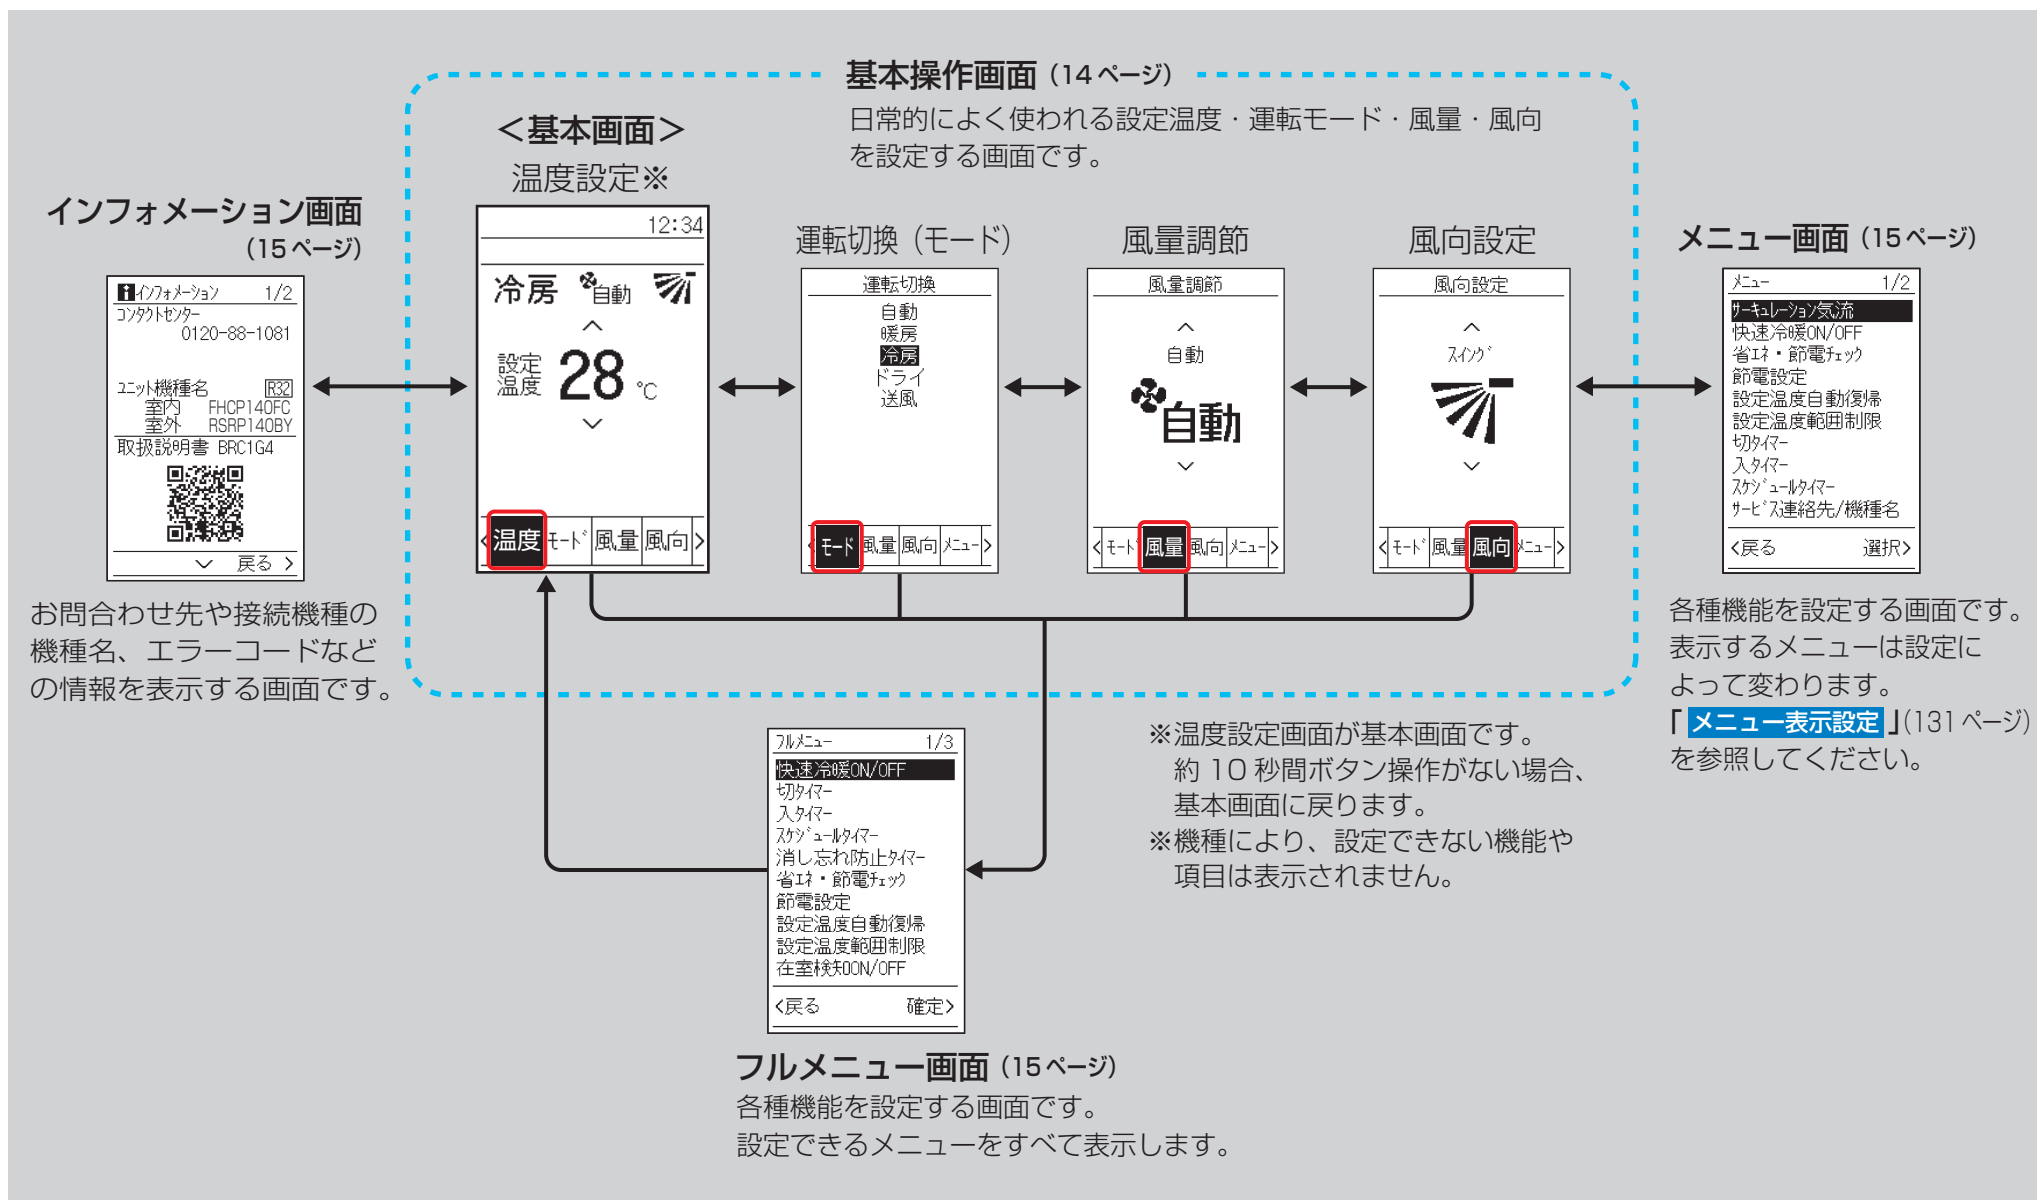 基本操作画面（14ページ）
日常的によく使われる設定温度・運転モード・風量・風向
を設定する画面です。
インフォメーション画面
（15ページ）
インフォメーション 1/2
コンタクトセンター
0120-88-1081
ユニット機種名 R32
室内 FHCP140FC
室外 RSRP140BY
取扱説明書 BRC1G4
戻る
お問合わせ先や接続機種の
機種名、エラーコードなど
の情報を表示する画面です。
＜基本画面＞
温度設定※
12:34
冷房 自動
設定
温度 28 ℃
温度 モード 風量 風向
運転切換（モード）
運転切換
自動
暖房
冷房
ドライ
送風
モード 風量 風向 メニュー
風量調節
風量調節
自動
自動
モード 風量 風向 メニュー
風向設定
風向設定
スイング
モード 風量 風向 メニュー
メニュー画面（15ページ）
メニュー 1/2
サーキュレーション気流
快速冷暖ON/OFF
省エネ・節電チェック
節電設定
設定温度自動復帰
設定温度範囲制限
切タイマー
入タイマー
スケジュールタイマー
サービス連絡先/機種名
戻る 選択
各種機能を設定する画面です。
表示するメニューは設定に
よって変わります。
「メニュー表示設定」(131ページ)
を参照してください。
フルメニュー 1/3
快速冷暖ON/OFF
切タイマー
入タイマー
スケジュールタイマー
消し忘れ防止タイマー
省エネ・節電チェック
節電設定
設定温度自動復帰
設定温度範囲制限
在室検知ON/OFF
戻る 確定
フルメニュー画面（15ページ）
各種機能を設定する画面です。
設定できるメニューをすべて表示します。
※温度設定画面が基本画面です。
約 10 秒間ボタン操作がない場合、
基本画面に戻ります。
※機種により、設定できない機能や
項目は表示されません。